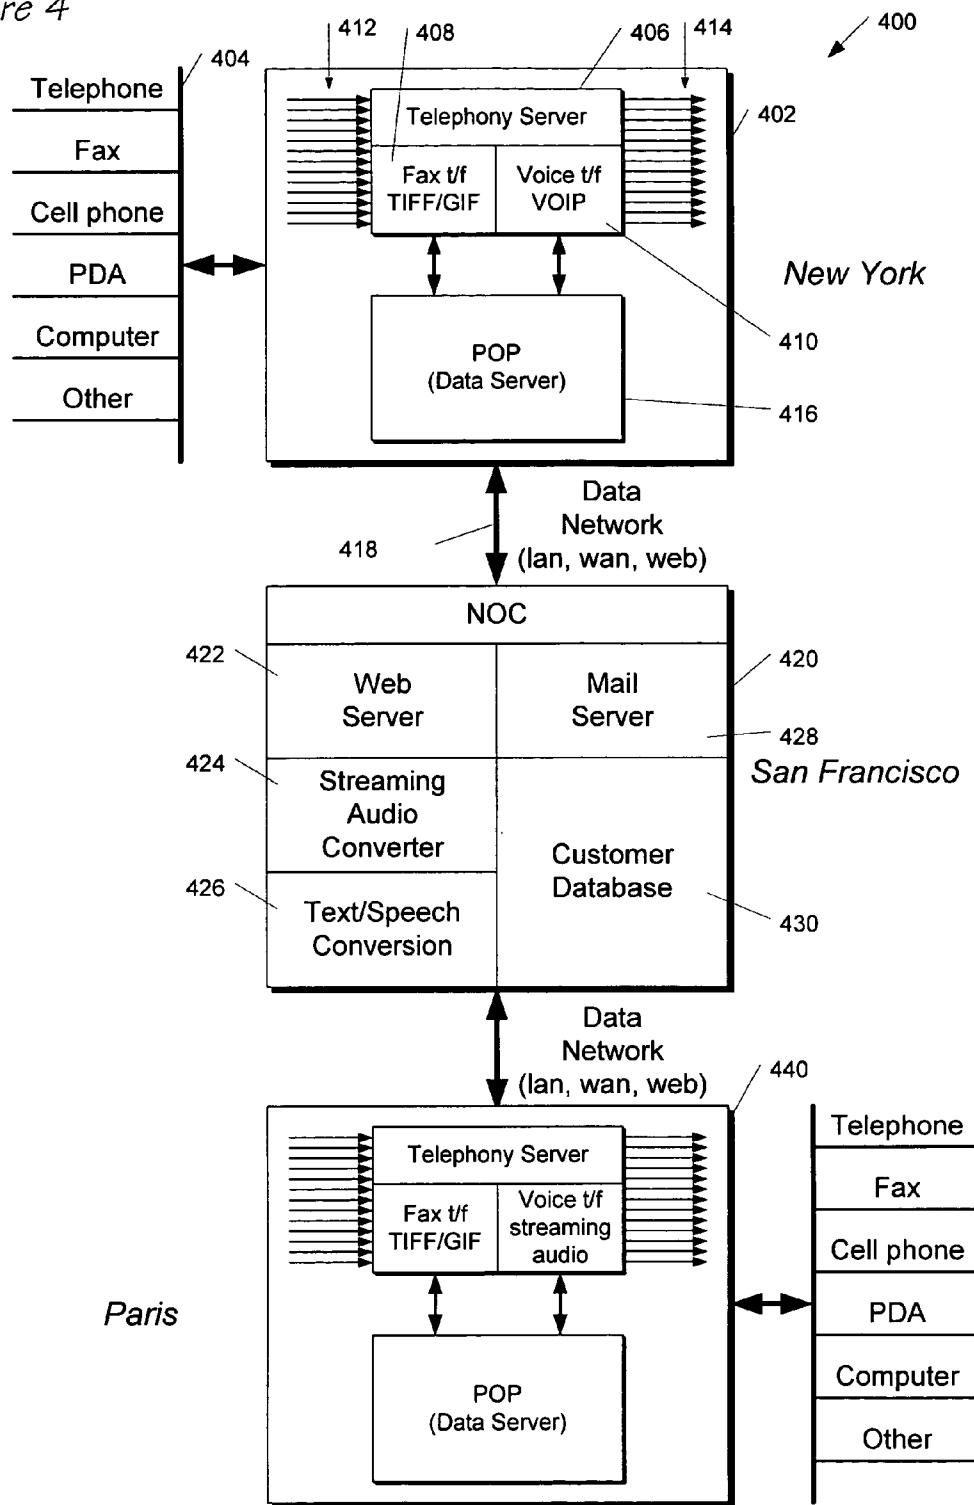 re 4
400
412
408
406
414
404
402
Telephone
Fax
Cell phone
PDA
Computer
Other
Telephony Server
Fax t/f
TIFF/GIF
Voice t/f
VOIP
New York
410
POP
(Data Server)
416
418
Data
Network
(lan, wan, web)
NOC
422
Web
Server
Mail
Server
420
428
424
Streaming
Audio
Converter
San Francisco
Customer
Database
426
Text/Speech
Conversion
430
Data
Network
(lan, wan, web)
440
Telephony Server
Fax t/f
TIFF/GIF
Voice t/f
streaming
audio
Paris
POP
(Data Server)
Telephone
Fax
Cell phone
PDA
Computer
Other